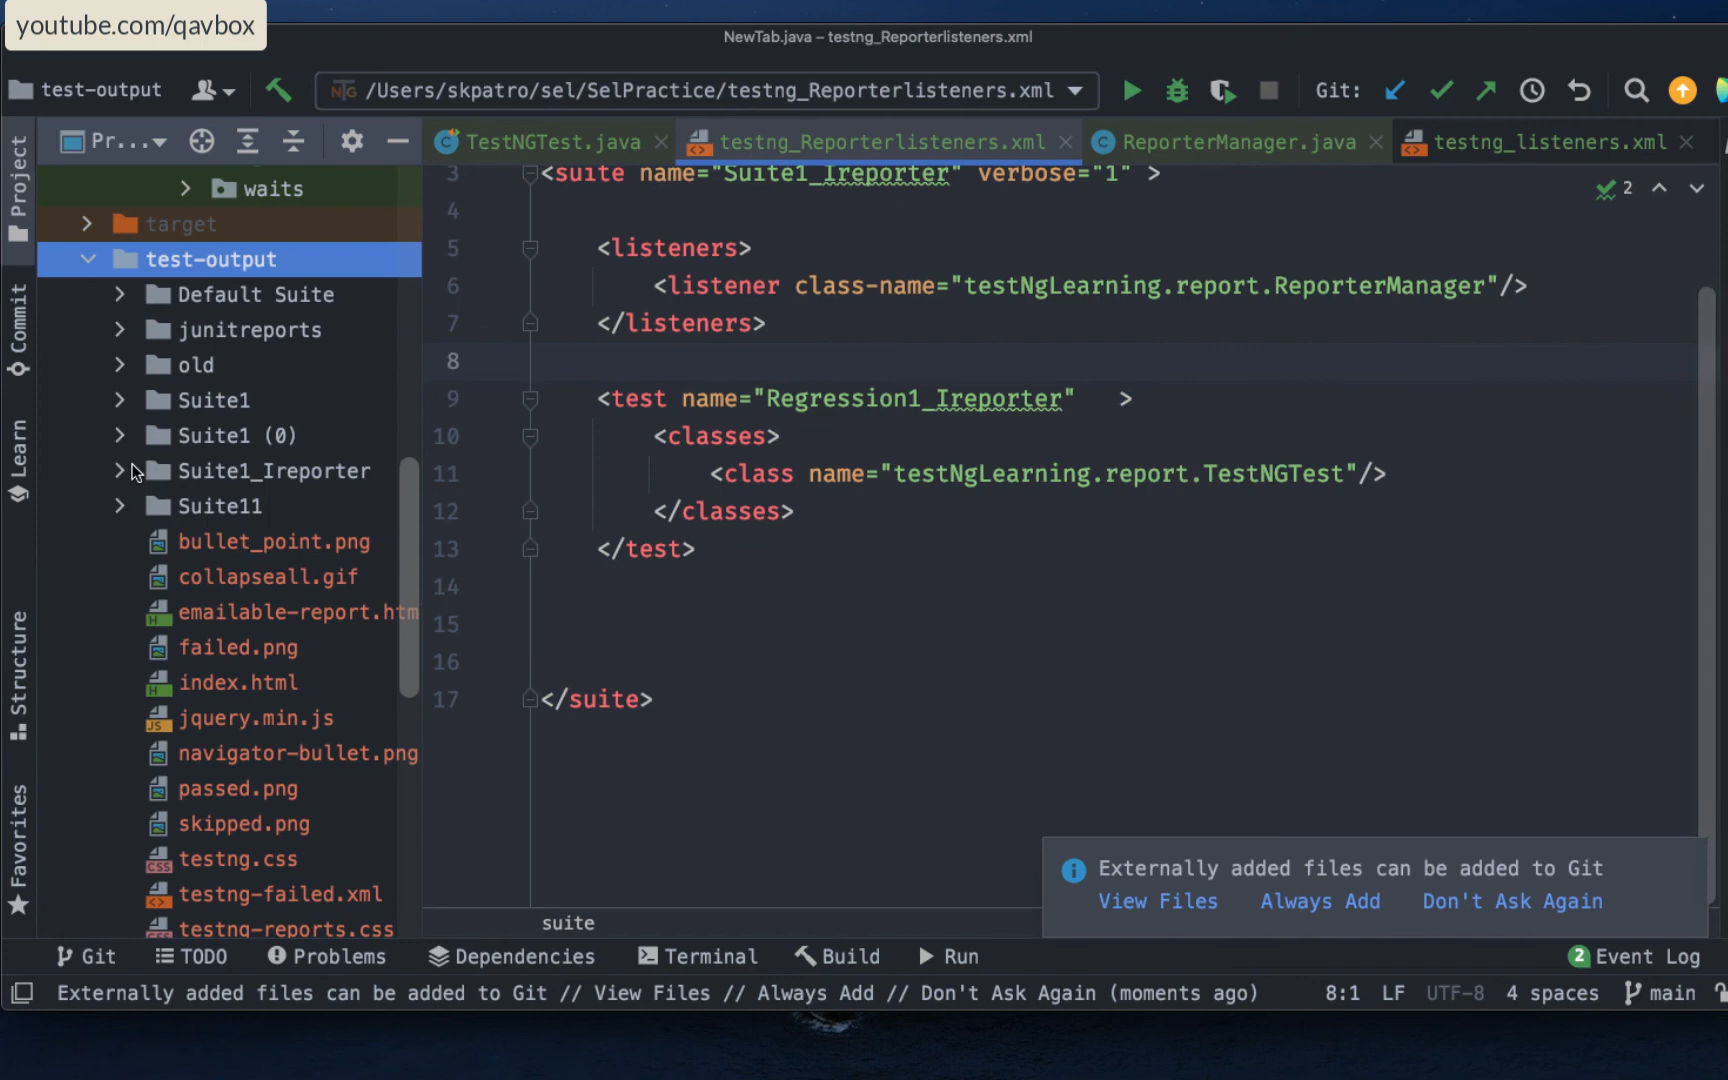 youtube.com/qavbox
NewTab.java – testng_Reporterlisteners.xml
test-output
/Users/skpatro/sel/SelPractice/testng_Reporterlisteners.xml
Git:
Pr...
TestNGTest.java
testng_Reporterlisteners.xml
ReporterManager.java
testng_listeners.xml
Project
Commit
Learn
Structure
Favorites
waits
target
test-output
Default Suite
junitreports
old
Suite1
Suite1 (0)
Suite1_Ireporter
Suite11
bullet_point.png
collapseall.gif
emailable-report.htm
failed.png
index.html
jquery.min.js
navigator-bullet.png
passed.png
skipped.png
testng.css
testng-failed.xml
testng-reports.css
3 <suite name="Suite1_Ireporter" verbose="1" >
2
4
5 <listeners>
6 <listener class-name="testNgLearning.report.ReporterManager"/>
7 </listeners>
8
9 <test name="Regression1_Ireporter" >
10 <classes>
11 <class name="testNgLearning.report.TestNGTest"/>
12 </classes>
13 </test>
14
15
16
17 </suite>
Externally added files can be added to Git
View Files Always Add Don't Ask Again
suite
Git TODO Problems Dependencies Terminal Build Run 2 Event Log
Externally added files can be added to Git // View Files // Always Add // Don't Ask Again (moments ago) 8:1 LF UTF-8 4 spaces main